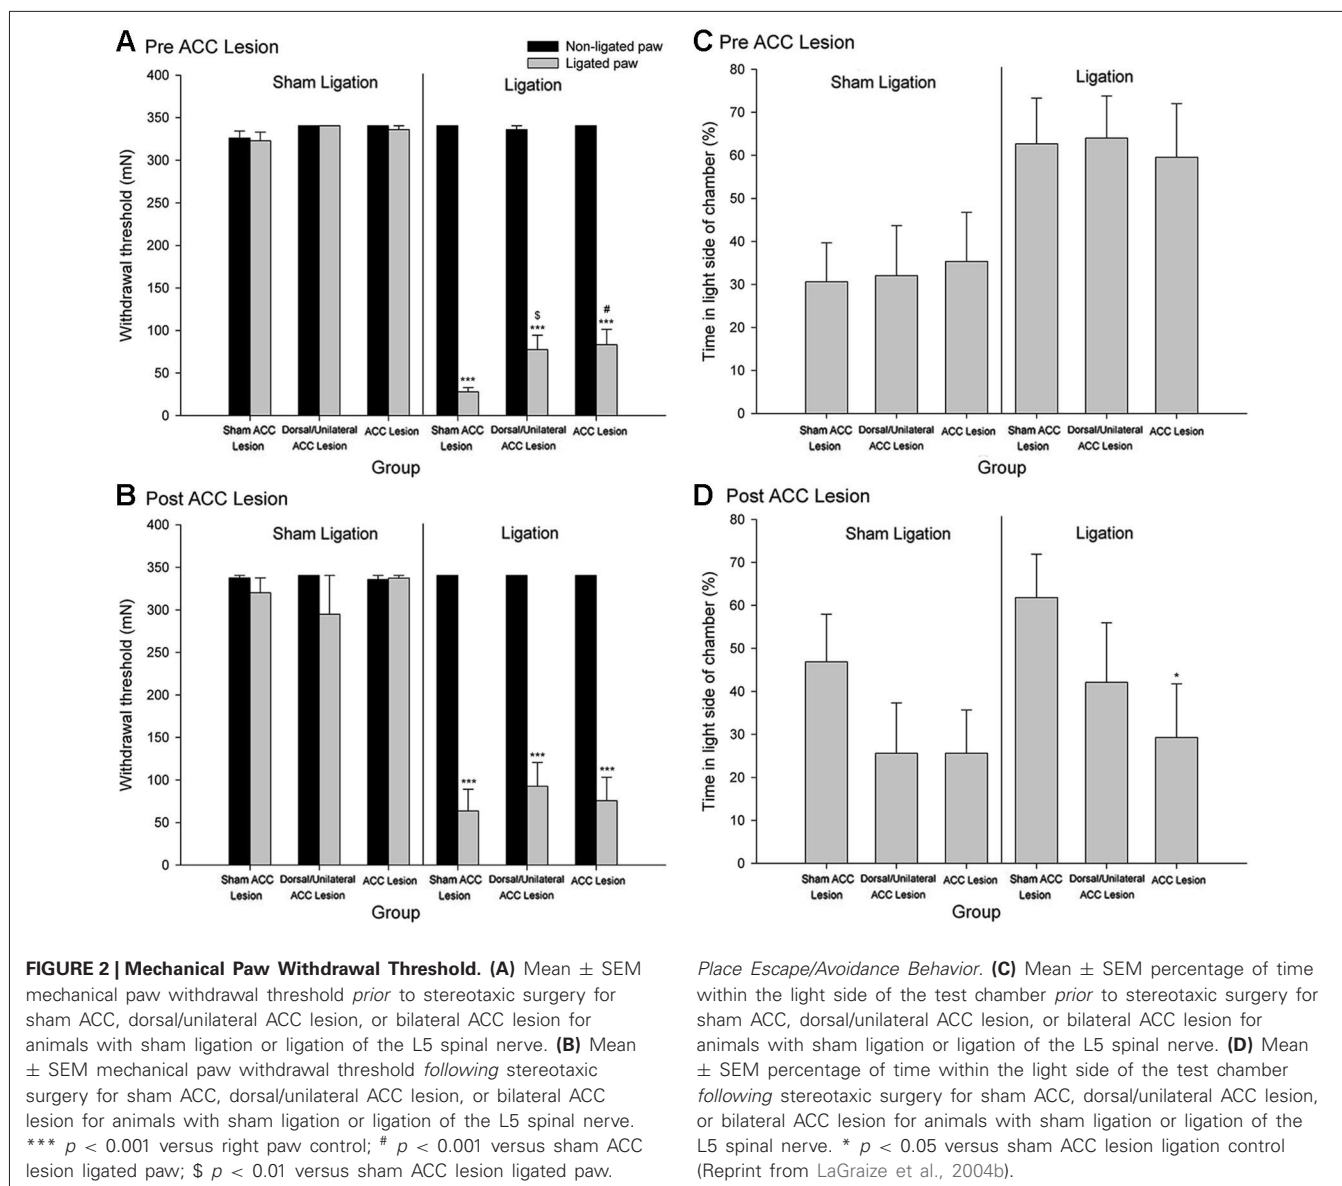 A Pre ACC Lesion
Non-ligated paw
Ligated paw
Sham Ligation
Ligation
Withdrawal threshold (mN)
400
350
300
250
200
150
100
50
0
***
$
***
#
***
Sham ACC Lesion
Dorsal/Unilateral ACC Lesion
ACC Lesion
Sham ACC Lesion
Dorsal/Unilateral ACC Lesion
ACC Lesion
Group
C Pre ACC Lesion
Sham Ligation
Ligation
Time in light side of chamber (%)
80
70
60
50
40
30
20
10
0
Sham ACC Lesion
Dorsal/Unilateral ACC Lesion
ACC Lesion
Sham ACC Lesion
Dorsal/Unilateral ACC Lesion
ACC Lesion
Group
B Post ACC Lesion
Sham Ligation
Ligation
Withdrawal threshold (mN)
400
350
300
250
200
150
100
50
0
***
***
***
Sham ACC Lesion
Dorsal/Unilateral ACC Lesion
ACC Lesion
Sham ACC Lesion
Dorsal/Unilateral ACC Lesion
ACC Lesion
Group
D Post ACC Lesion
Sham Ligation
Ligation
Time in light side of chamber (%)
80
70
60
50
40
30
20
10
0
*
Sham ACC Lesion
Dorsal/Unilateral ACC Lesion
ACC Lesion
Sham ACC Lesion
Dorsal/Unilateral ACC Lesion
ACC Lesion
Group
FIGURE 2 | Mechanical Paw Withdrawal Threshold. (A) Mean ± SEM
mechanical paw withdrawal threshold prior to stereotaxic surgery for
sham ACC, dorsal/unilateral ACC lesion, or bilateral ACC lesion for
animals with sham ligation or ligation of the L5 spinal nerve. (B) Mean
± SEM mechanical paw withdrawal threshold following stereotaxic
surgery for sham ACC, dorsal/unilateral ACC lesion, or bilateral ACC
lesion for animals with sham ligation or ligation of the L5 spinal nerve.
*** p < 0.001 versus right paw control; # p < 0.001 versus sham ACC
lesion ligated paw; $ p < 0.01 versus sham ACC lesion ligated paw.
Place Escape/Avoidance Behavior. (C) Mean ± SEM percentage of time
within the light side of the test chamber prior to stereotaxic surgery for
sham ACC, dorsal/unilateral ACC lesion, or bilateral ACC lesion for
animals with sham ligation or ligation of the L5 spinal nerve. (D) Mean
± SEM percentage of time within the light side of the test chamber
following stereotaxic surgery for sham ACC, dorsal/unilateral ACC lesion,
or bilateral ACC lesion for animals with sham ligation or ligation of the
L5 spinal nerve. * p < 0.05 versus sham ACC lesion ligation control
(Reprint from LaGraize et al., 2004b).